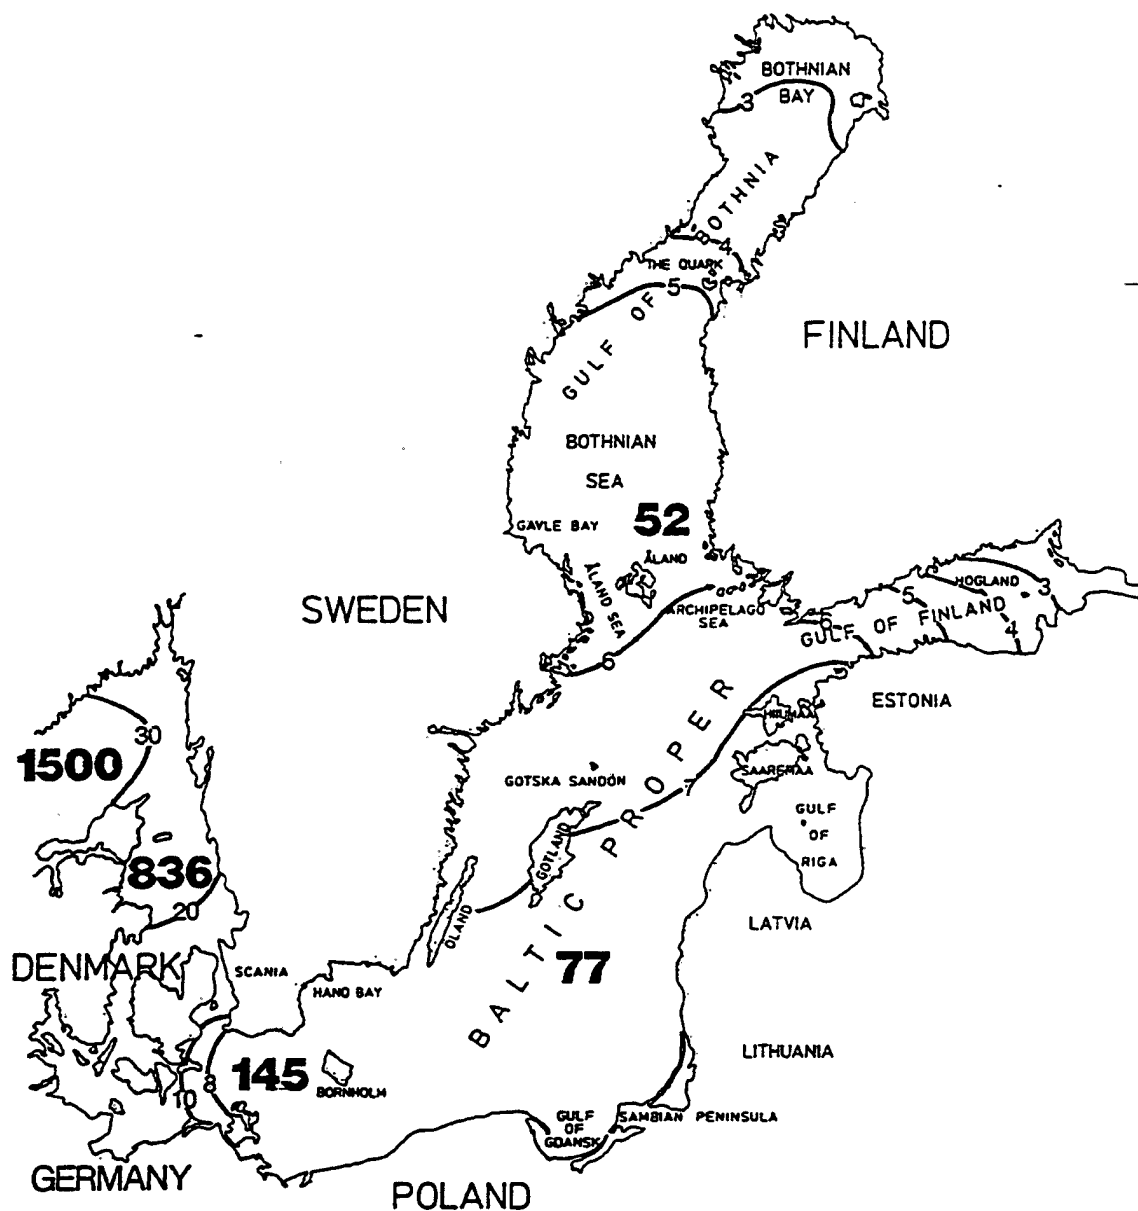 BOTHNIAN
BAY
3
BOTHNIA
4
THE QUARK
5
GULF OF
FINLAND
BOTHNIAN
SEA
52
GÄVLE BAY
ÅLAND
ÅLAND SEA
ARCHIPELAGO
SEA
HOGLAND
3
5
4
6
GULF OF FINLAND
SWEDEN
6
ESTONIA
30
1500
HIIUMAA
SAAREMAA
GOTSKA SANDÖN
7
GULF
OF
RIGA
GOTLAND
836
20
ÖLAND
BALTIC PROPER
LATVIA
77
DENMARK
SCANIA
HANÖ BAY
LITHUANIA
145
8
10
BORNHOLM
GULF
OF
GDANSK
SAMBIAN PENINSULA
GERMANY
POLAND